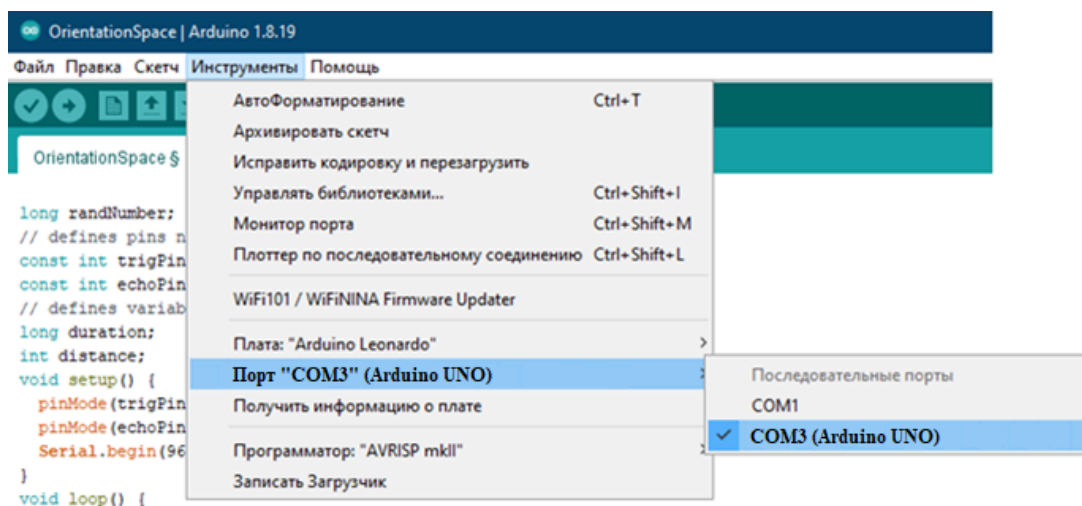 OrientationSpace | Arduino 1.8.19
Файл Правка Скетч Инструменты Помощь
OrientationSpace §
АвтоФорматирование Ctrl+T
Архивировать скетч
Исправить кодировку и перезагрузить
Управлять библиотеками... Ctrl+Shift+I
Монитор порта Ctrl+Shift+M
Плоттер по последовательному соединению Ctrl+Shift+L
WiFi101 / WiFiNINA Firmware Updater
Плата: "Arduino Leonardo"
Порт "COM3" (Arduino UNO)
Получить информацию о плате
Программатор: "AVRISP mkII"
Записать Загрузчик
Последовательные порты
COM1
COM3 (Arduino UNO)
long randNumber;
// defines pins n
const int trigPin
const int echoPin
// defines variab
long duration;
int distance;
void setup() {
pinMode(trigPin
pinMode(echoPin
Serial.begin(96
}
void loop() {